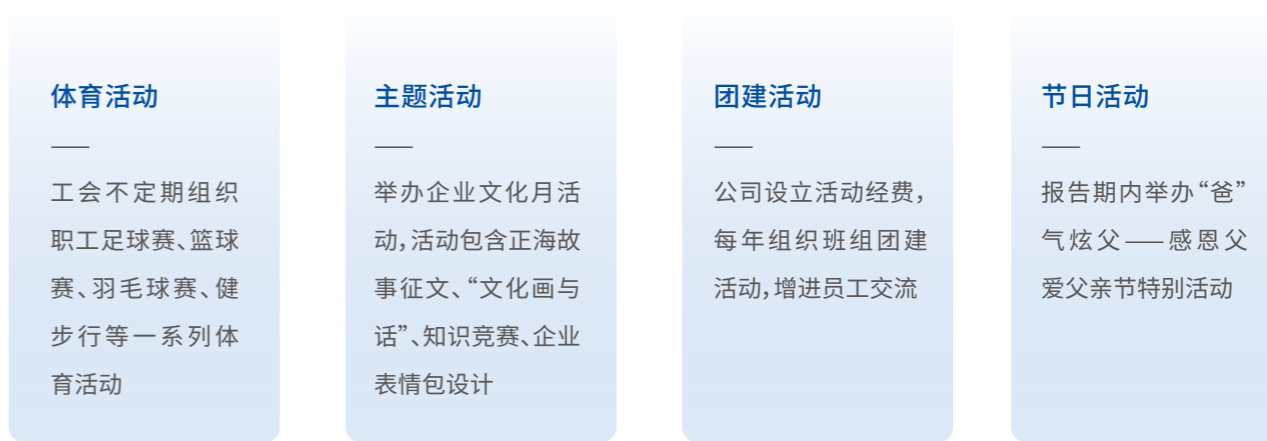 体育活动
工会不定期组织
职工足球赛、篮球
赛、羽毛球赛、健
步行等一系列体
育活动
主题活动
举办企业文化月活
动,活动包含正海故
事征文、“文化画与
话”、知识竞赛、企业
表情包设计
团建活动
公司设立活动经费,
每年组织班组团建
活动,增进员工交流
节日活动
报告期内举办“爸”
气炫父——感恩父
爱父亲节特别活动